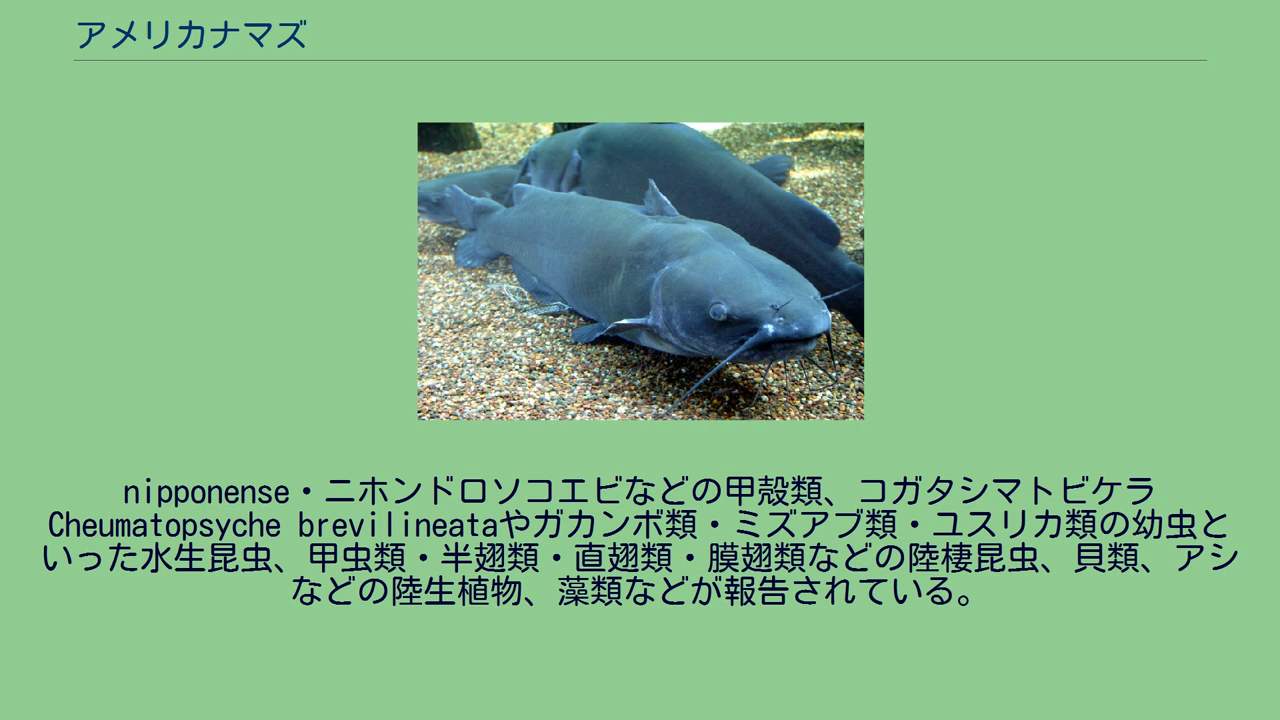 アメリカナマズ
nipponense・ニホンドロソコエビなどの甲殻類、コガタシマトビケラ
Cheumatopsyche brevilineataやガカンボ類・ミズアブ類・ユスリカ類の幼虫と
いった水生昆虫、甲虫類・半翅類・直翅類・膜翅類などの陸棲昆虫、貝類、アシ
などの陸生植物、藻類などが報告されている。